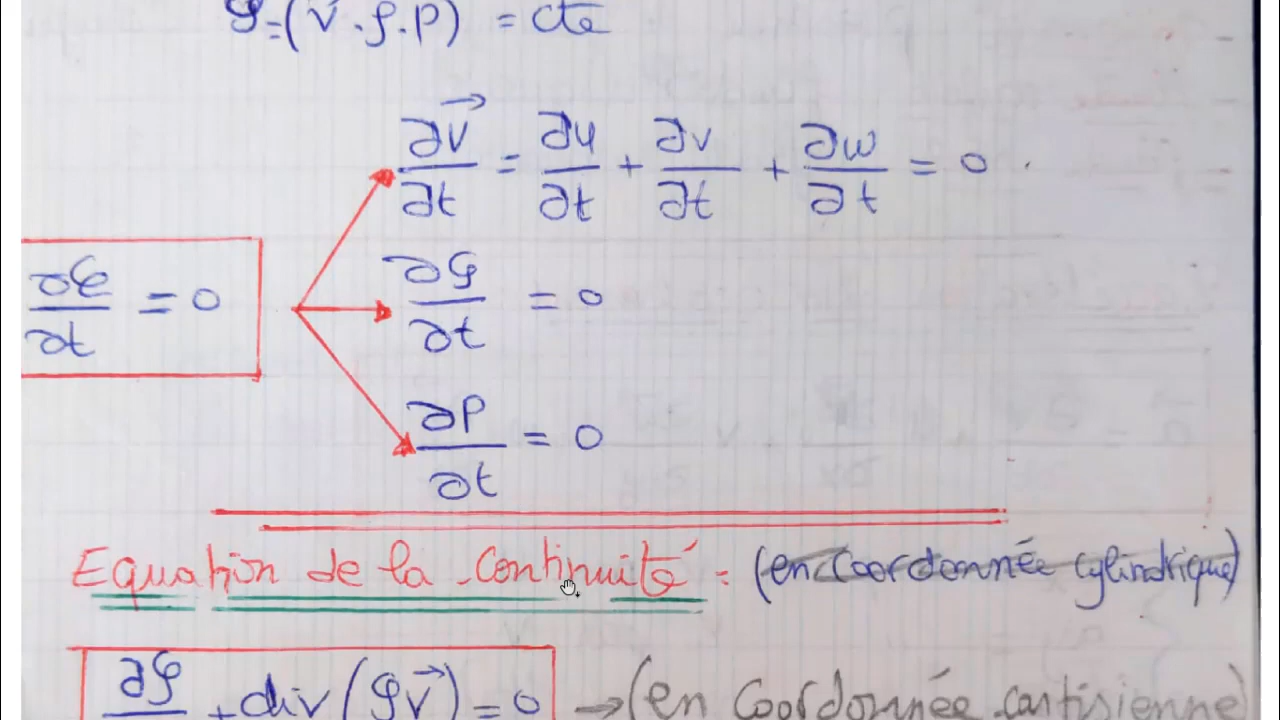 𝒴=(V.ρ.P) = cte
∂V⃗/∂t = ∂u/∂t + ∂v/∂t + ∂w/∂t = 0 .
∂𝒞/∂t = 0
∂ρ/∂t = 0
∂P/∂t = 0
Equation de la continuité : (en Coordonnée cylindrique)
∂ρ + div(ρV⃗) = 0 → (en Coordonnée cartisienne)